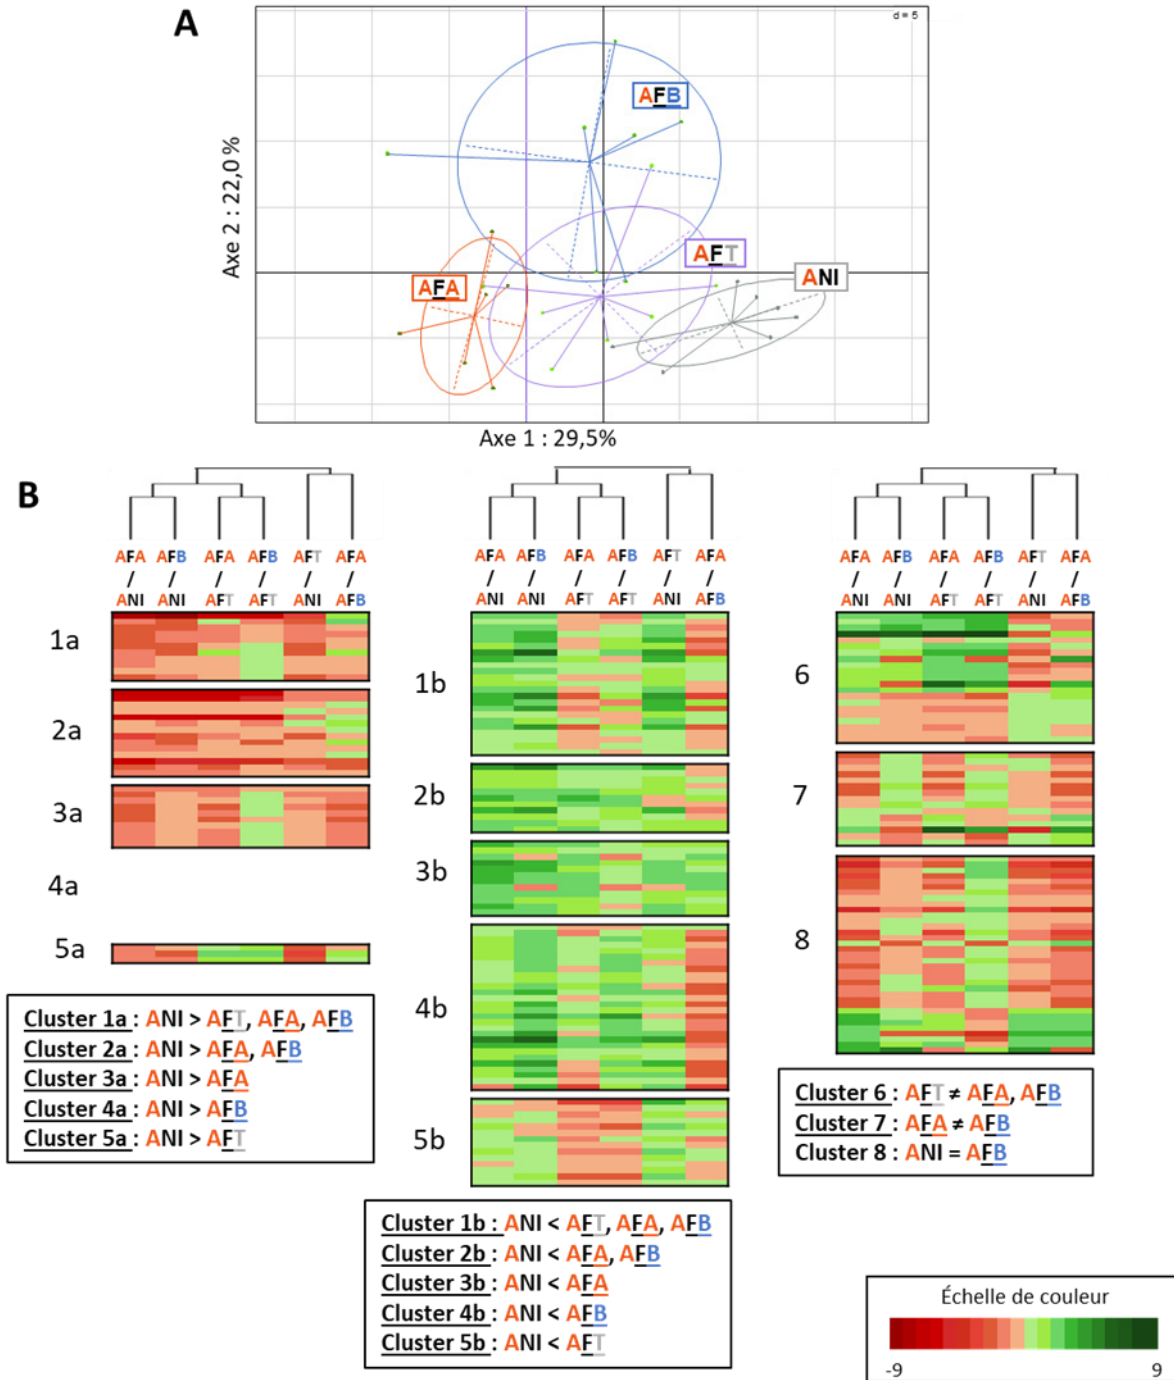 A
d = 5
AFB
AFT
ANI
AFA
Axe 2 : 22,0 %
Axe 1 : 29,5%
B
AFA AFB AFA AFB AFT AFA
/ / / / / /
ANI ANI AFT AFT ANI AFB
AFA AFB AFA AFB AFT AFA
/ / / / / /
ANI ANI AFT AFT ANI AFB
AFA AFB AFA AFB AFT AFA
/ / / / / /
ANI ANI AFT AFT ANI AFB
1a
2a
3a
4a
5a
Cluster 1a : ANI > AFT, AFA, AFB
Cluster 2a : ANI > AFA, AFB
Cluster 3a : ANI > AFA
Cluster 4a : ANI > AFB
Cluster 5a : ANI > AFT
1b
2b
3b
4b
5b
Cluster 1b : ANI < AFT, AFA, AFB
Cluster 2b : ANI < AFA, AFB
Cluster 3b : ANI < AFA
Cluster 4b : ANI < AFB
Cluster 5b : ANI < AFT
6
7
8
Cluster 6 : AFT ≠ AFA, AFB
Cluster 7 : AFA ≠ AFB
Cluster 8 : ANI = AFB
Échelle de couleur
-9 9